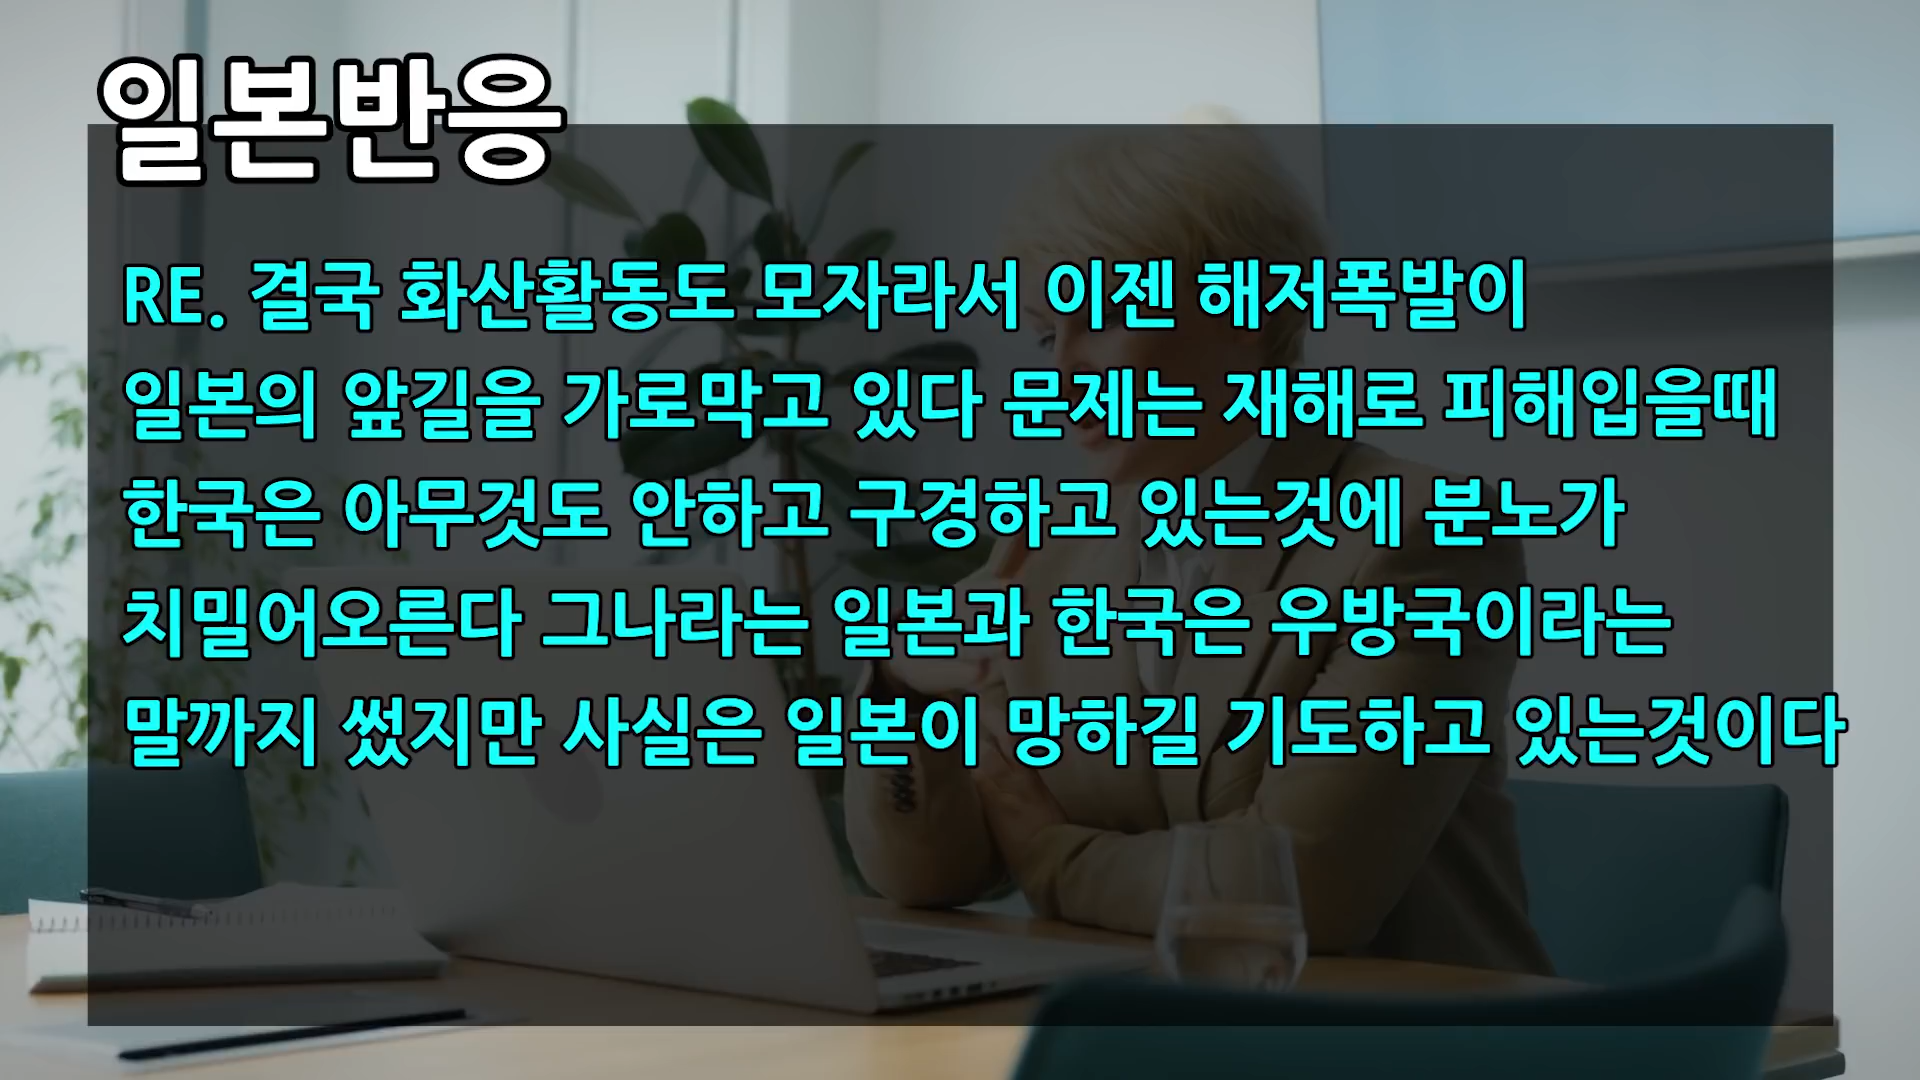 일본반응
RE. 결국 화산활동도 모자라서 이젠 해저폭발이
일본의 앞길을 가로막고 있다 문제는 재해로 피해입을때
한국은 아무것도 안하고 구경하고 있는것에 분노가
치밀어오른다 그나라는 일본과 한국은 우방국이라는
말까지 썼지만 사실은 일본이 망하길 기도하고 있는것이다